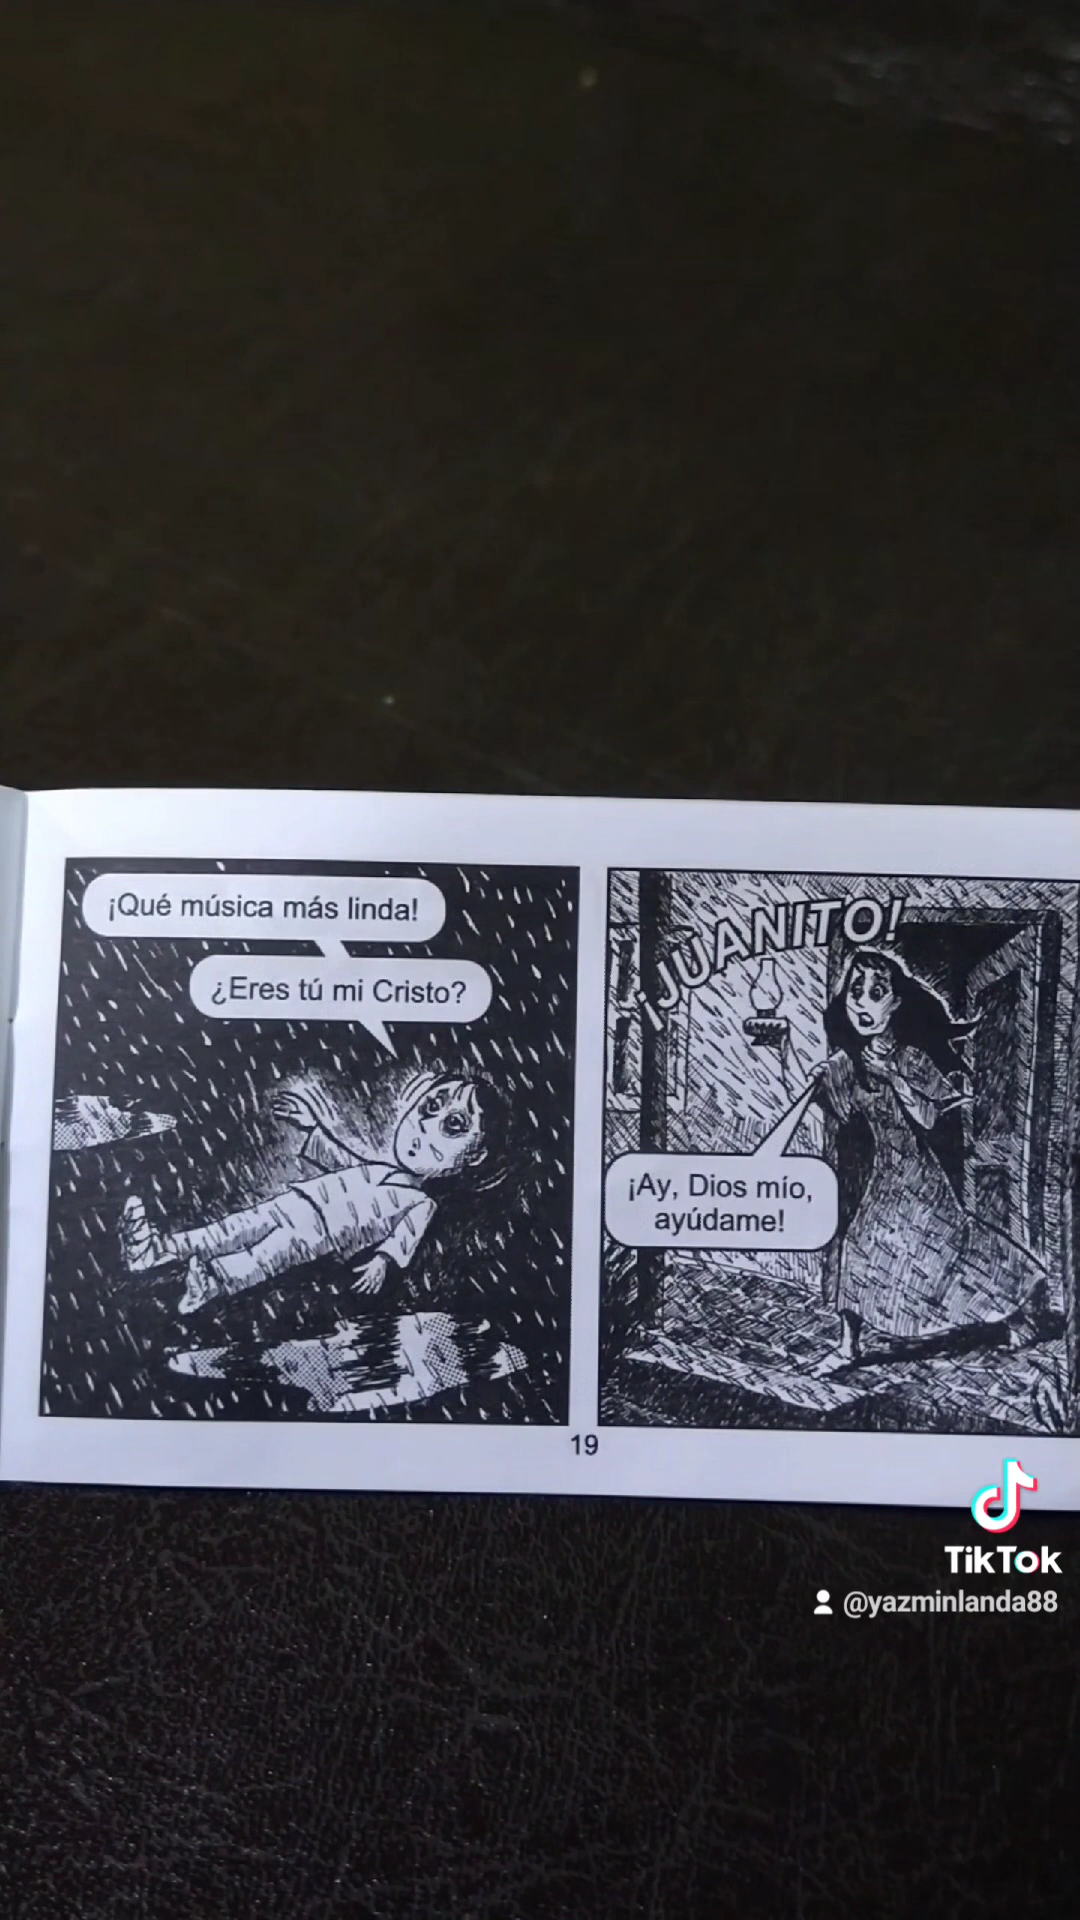 ¡Qué música más linda!
¿Eres tú mi Cristo?
¡JUANITO!
¡Ay, Dios mío,
ayúdame!
19
TikTok
@yazminlanda88